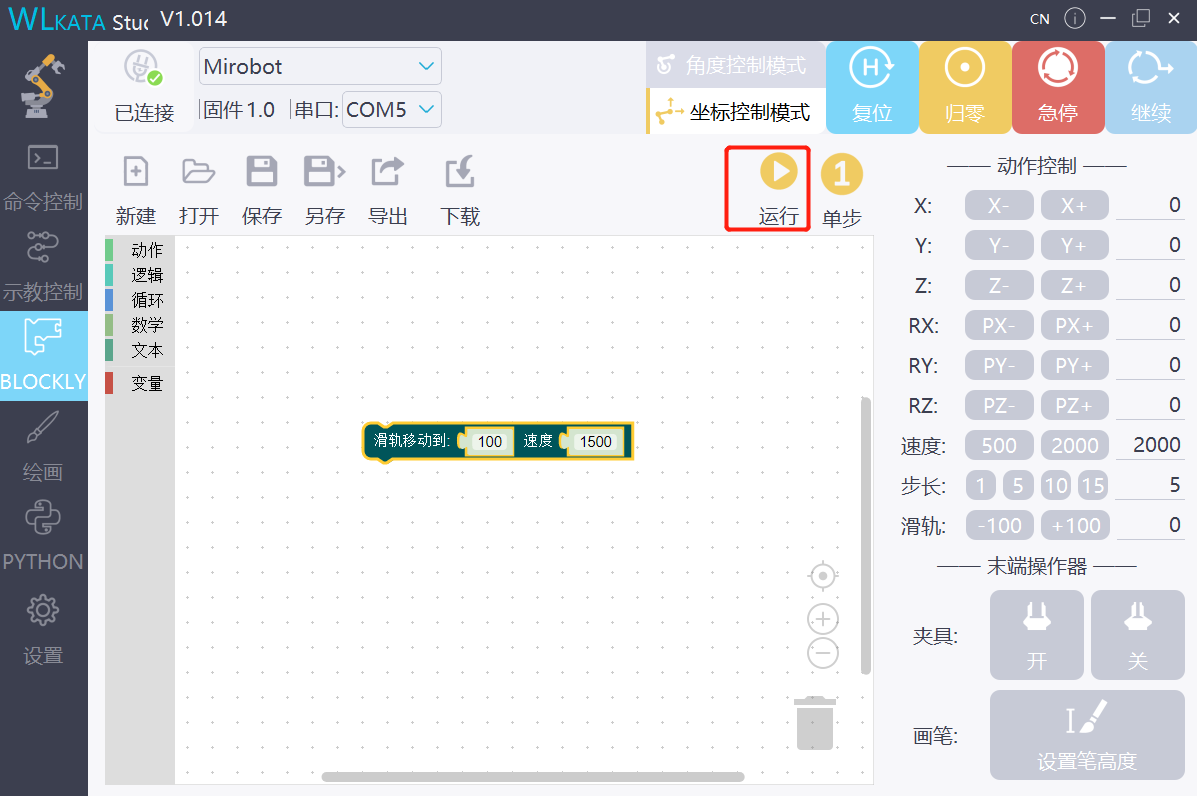 WLKATA Stuc V1.014
CN
Mirobot
已连接
固件 1.0
串口:
COM5
角度控制模式
坐标控制模式
H
复位
归零
急停
继续
命令控制
示教控制
BLOCKLY
绘画
PYTHON
设置
新建
打开
保存
另存
导出
下载
运行
1
单步
动作
逻辑
循环
数学
文本
变量
滑轨移动到: 100 速度 1500
动作控制
X: X- X+ 0
Y: Y- Y+ 0
Z: Z- Z+ 0
RX: PX- PX+ 0
RY: PY- PY+ 0
RZ: PZ- PZ+ 0
速度: 500 2000 2000
步长: 1 5 10 15 5
滑轨: -100 +100 0
末端操作器
夹具:
开
关
画笔:
设置笔高度